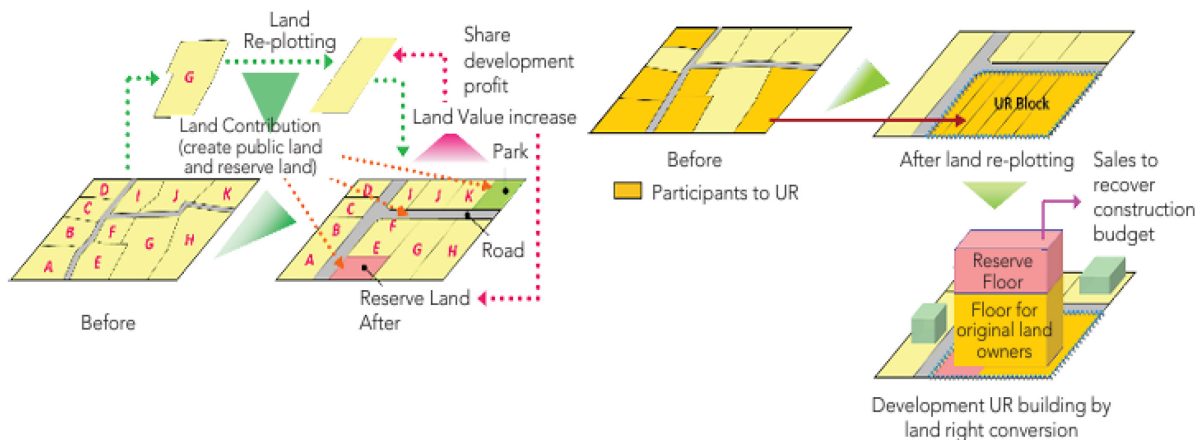 Land
Re-plotting
G
Share
development
profit
Land Contribution
(create public land
and reserve land)
Land Value increase
Park
D
I
J
K
C
B
F
G
H
A
E
D
I
J
K
C
B
F
E
G
H
A
Road
Reserve Land
Before
After
UR Block
Before
After land re-plotting
Participants to UR
Sales to
recover
construction
budget
Reserve
Floor
Floor for
original land
owners
Development UR building by
land right conversion